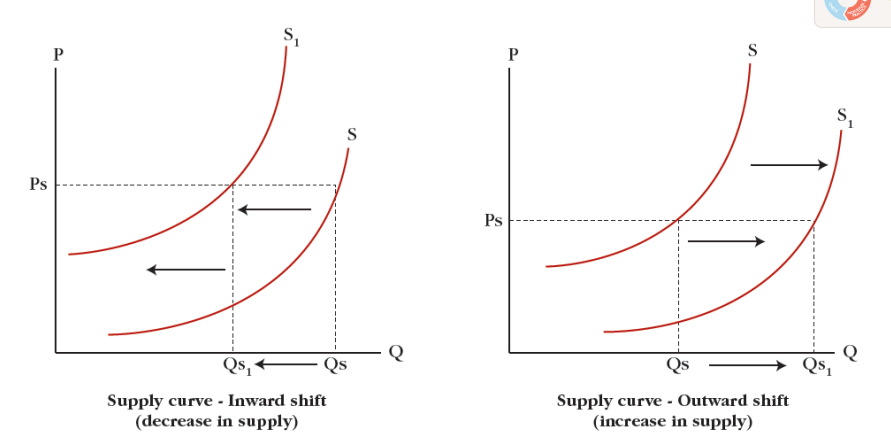 P
S1
S
Ps
Qs1
Qs
Q
Supply curve - Inward shift
(decrease in supply)
P
S
S1
Ps
Qs
Qs1
Q
Supply curve - Outward shift
(increase in supply)